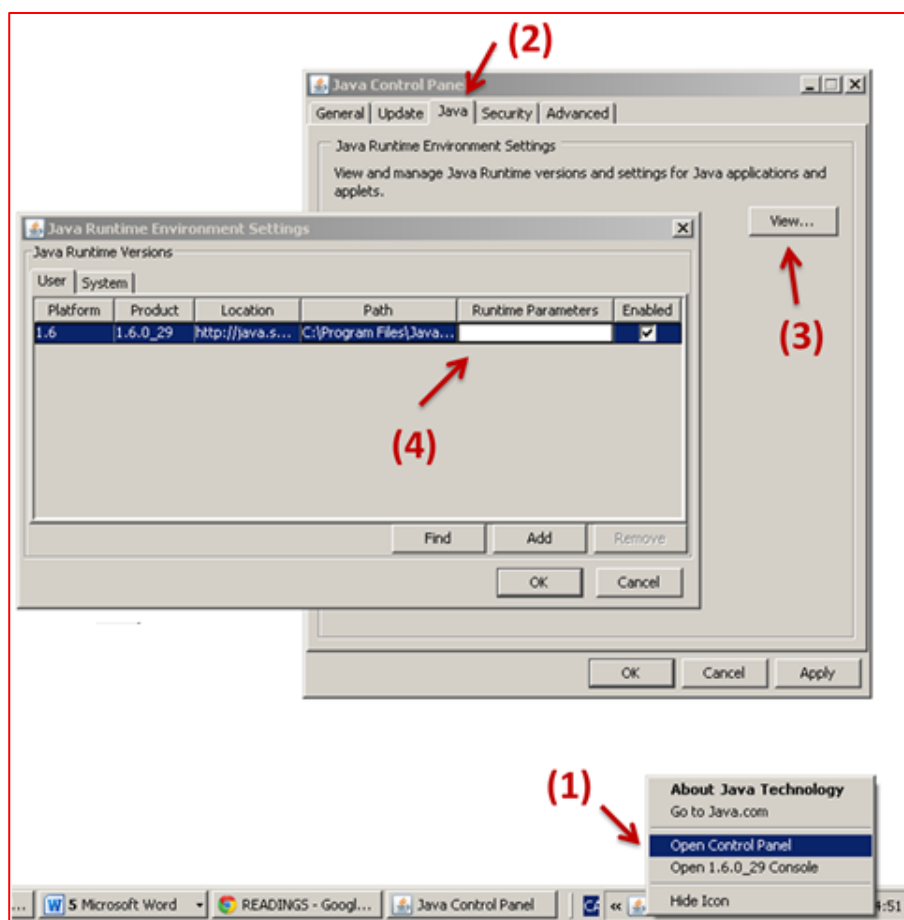 (2)
Java Control Pane
General Update Java Security Advanced
Java Runtime Environment Settings
View and manage Java Runtime versions and settings for Java applications and
applets.
View...
(3)
Java Runtime Environment Settings
Java Runtime Versions
User System
Platform Product Location Path Runtime Parameters Enabled
1.6 1.6.0_29 http://java.s... C:\Program Files\Java...
(4)
Find Add Remove
OK Cancel
OK Cancel Apply
(1)
About Java Technology
Go to Java.com
Open Control Panel
Open 1.6.0_29 Console
Hide Icon
... W 5 Microsoft Word READINGS - Googl... Java Control Panel « :51